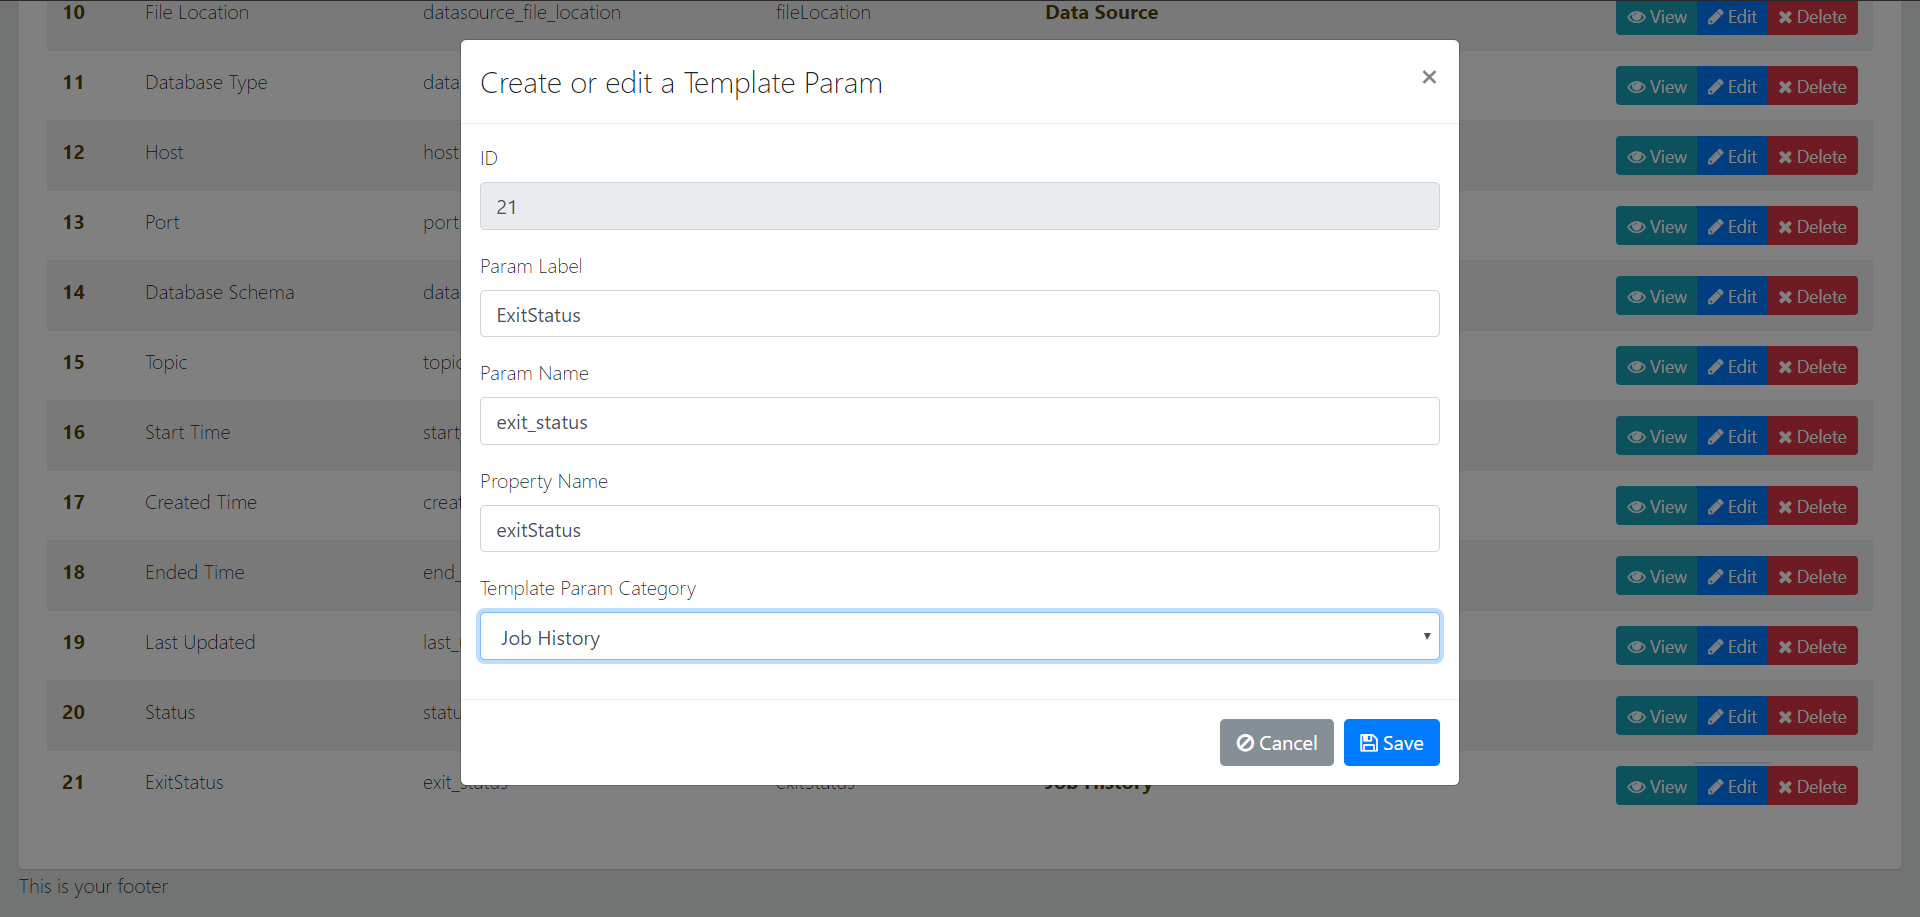 10 File Location datasource_file_location fileLocation Data Source View Edit Delete
Create or edit a Template Param ×
11 Database Type data View Edit Delete
12 Host host View Edit Delete
ID
21
13 Port port View Edit Delete
Param Label
14 Database Schema data View Edit Delete
ExitStatus
15 Topic topic View Edit Delete
Param Name
exit_status
16 Start Time start View Edit Delete
Property Name
17 Created Time creat View Edit Delete
exitStatus
18 Ended Time end_ View Edit Delete
Template Param Category
Job History
19 Last Updated last_ View Edit Delete
20 Status statu View Edit Delete
Cancel Save
21 ExitStatus exit_status exitStatus Job History View Edit Delete
This is your footer